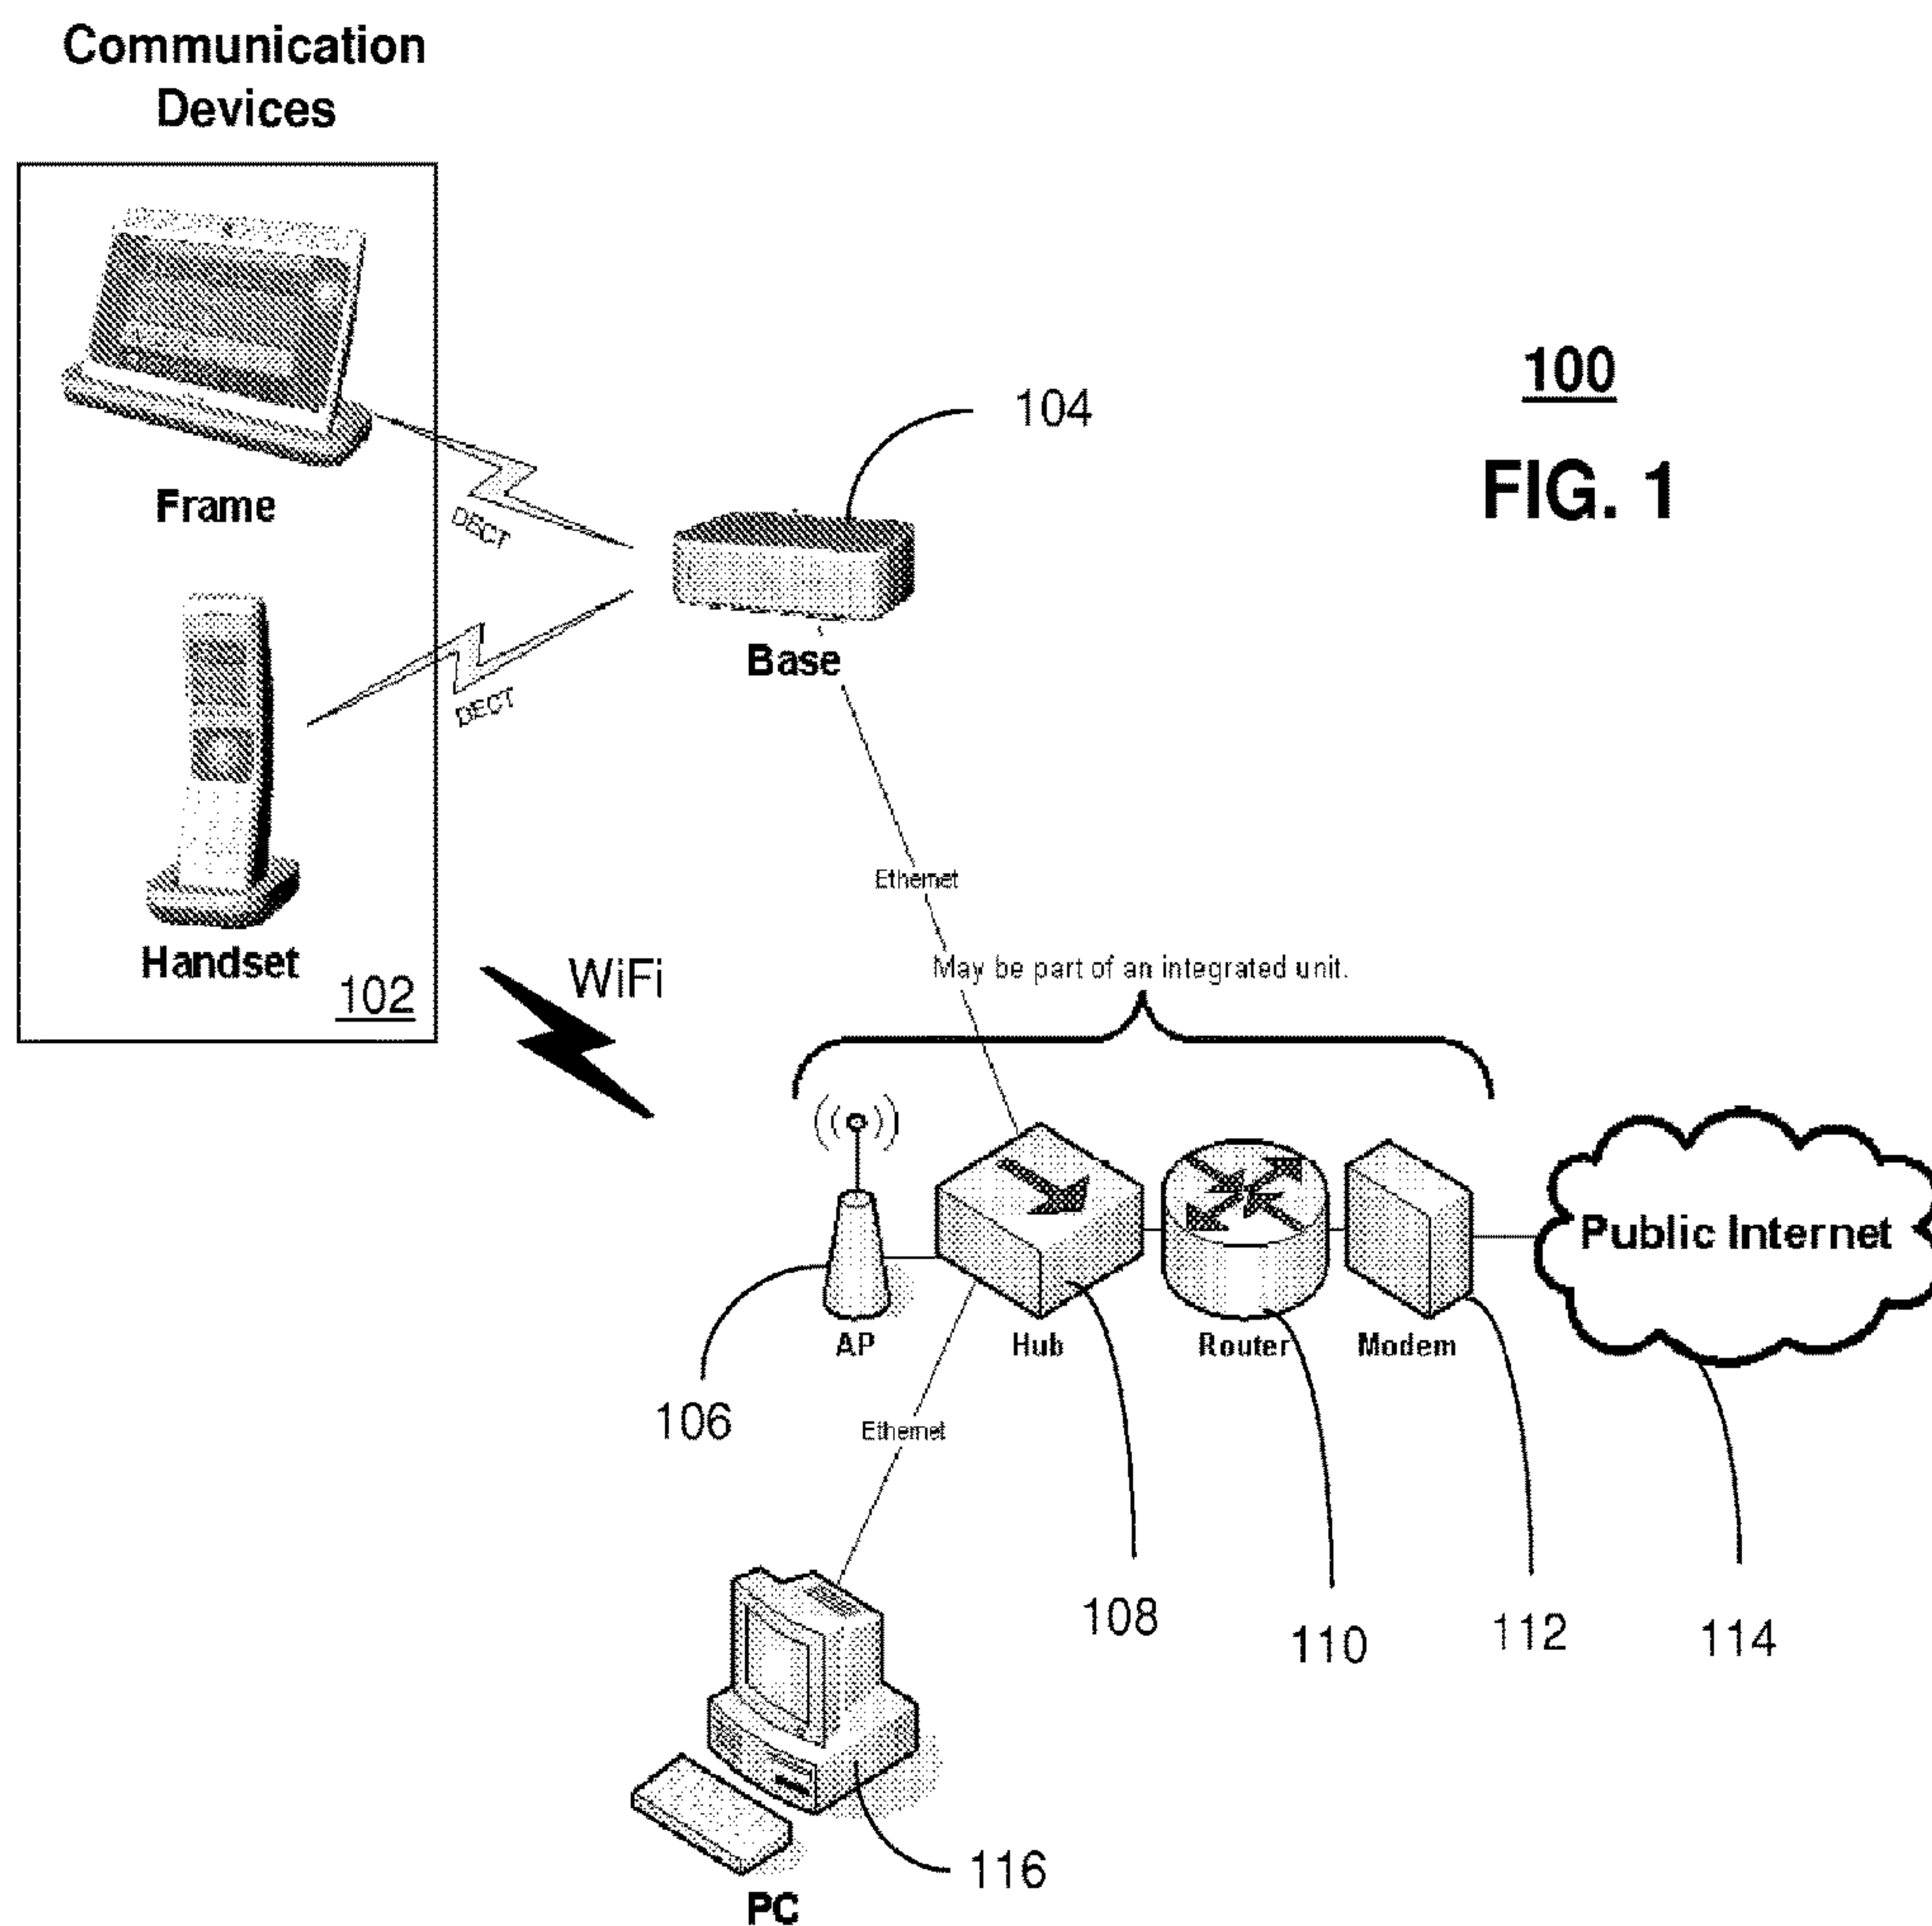 Communication
Devices
Frame
DECT
104
100
FIG. 1
Base
DECT
Handset
102
WiFi
Ethernet
May be part of an integrated unit.
Public Internet
AP
Hub
Router
Modem
106
Ethernet
108
110
112
114
116
PC